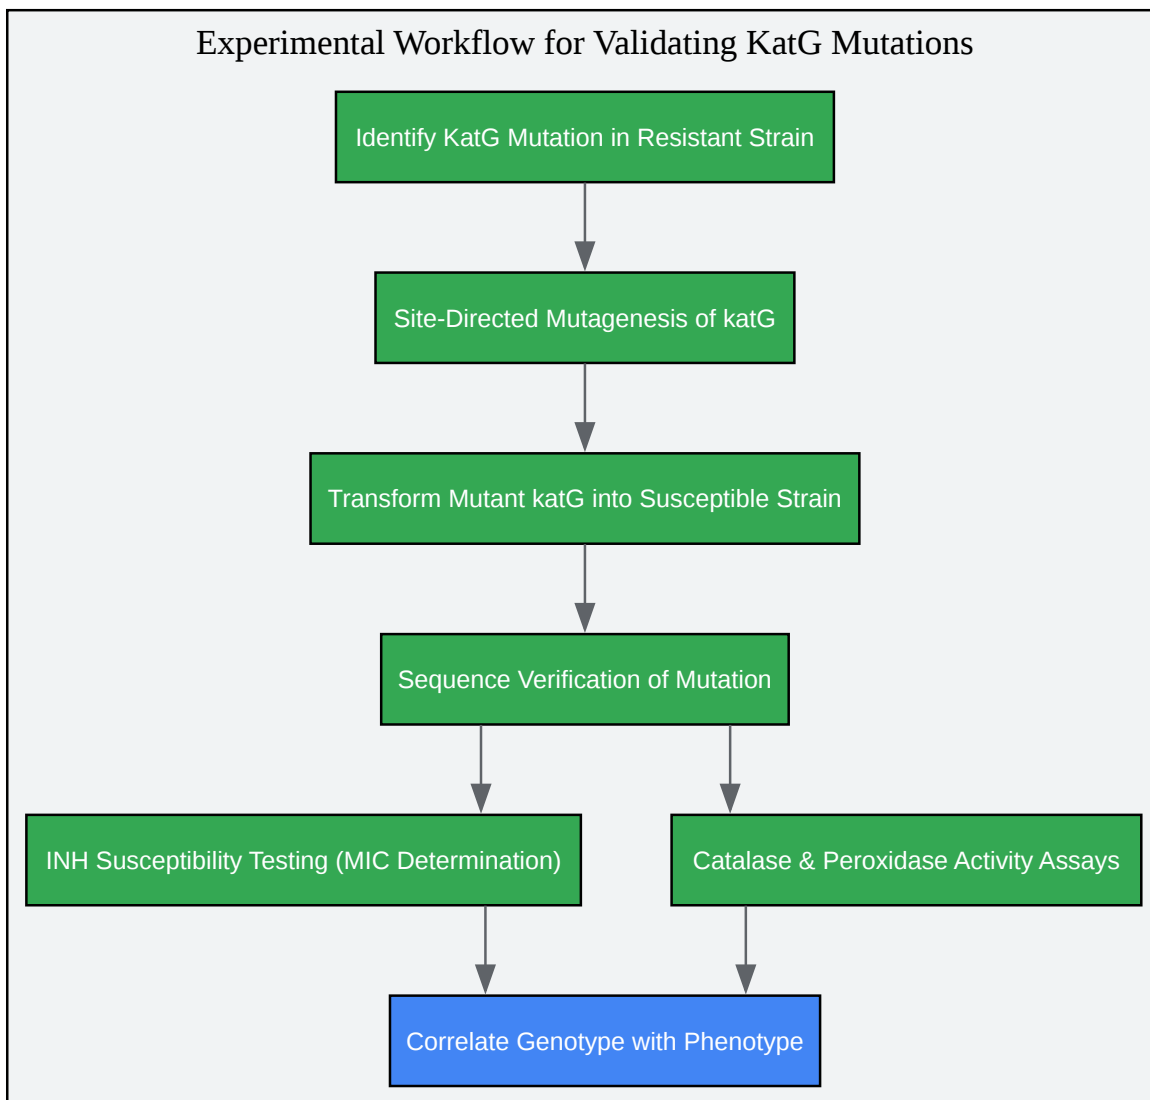 Experimental Workflow for Validating KatG Mutations
Identify KatG Mutation in Resistant Strain
Site-Directed Mutagenesis of katG
Transform Mutant katG into Susceptible Strain
Sequence Verification of Mutation
INH Susceptibility Testing (MIC Determination)
Catalase & Peroxidase Activity Assays
Correlate Genotype with Phenotype